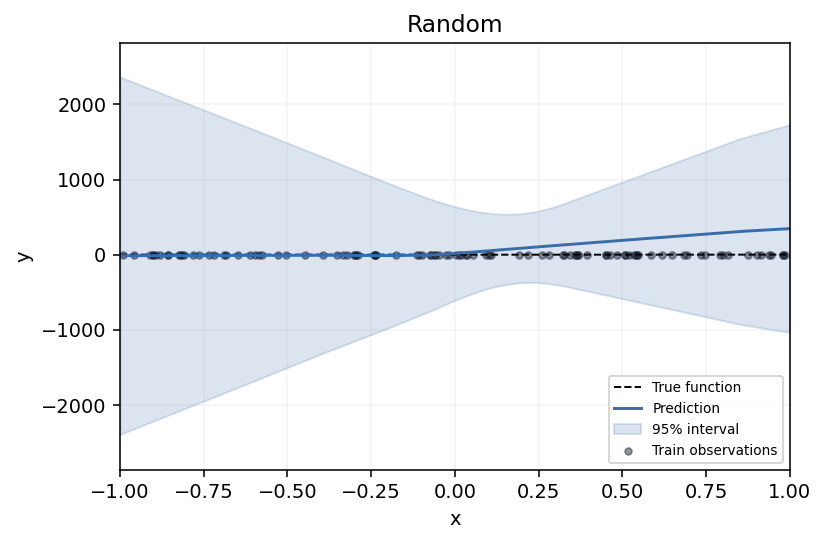 Random
2000
1000
0
−1000
−2000
y
−1.00 −0.75 −0.50 −0.25 0.00 0.25 0.50 0.75 1.00
x
True function
Prediction
95% interval
Train observations